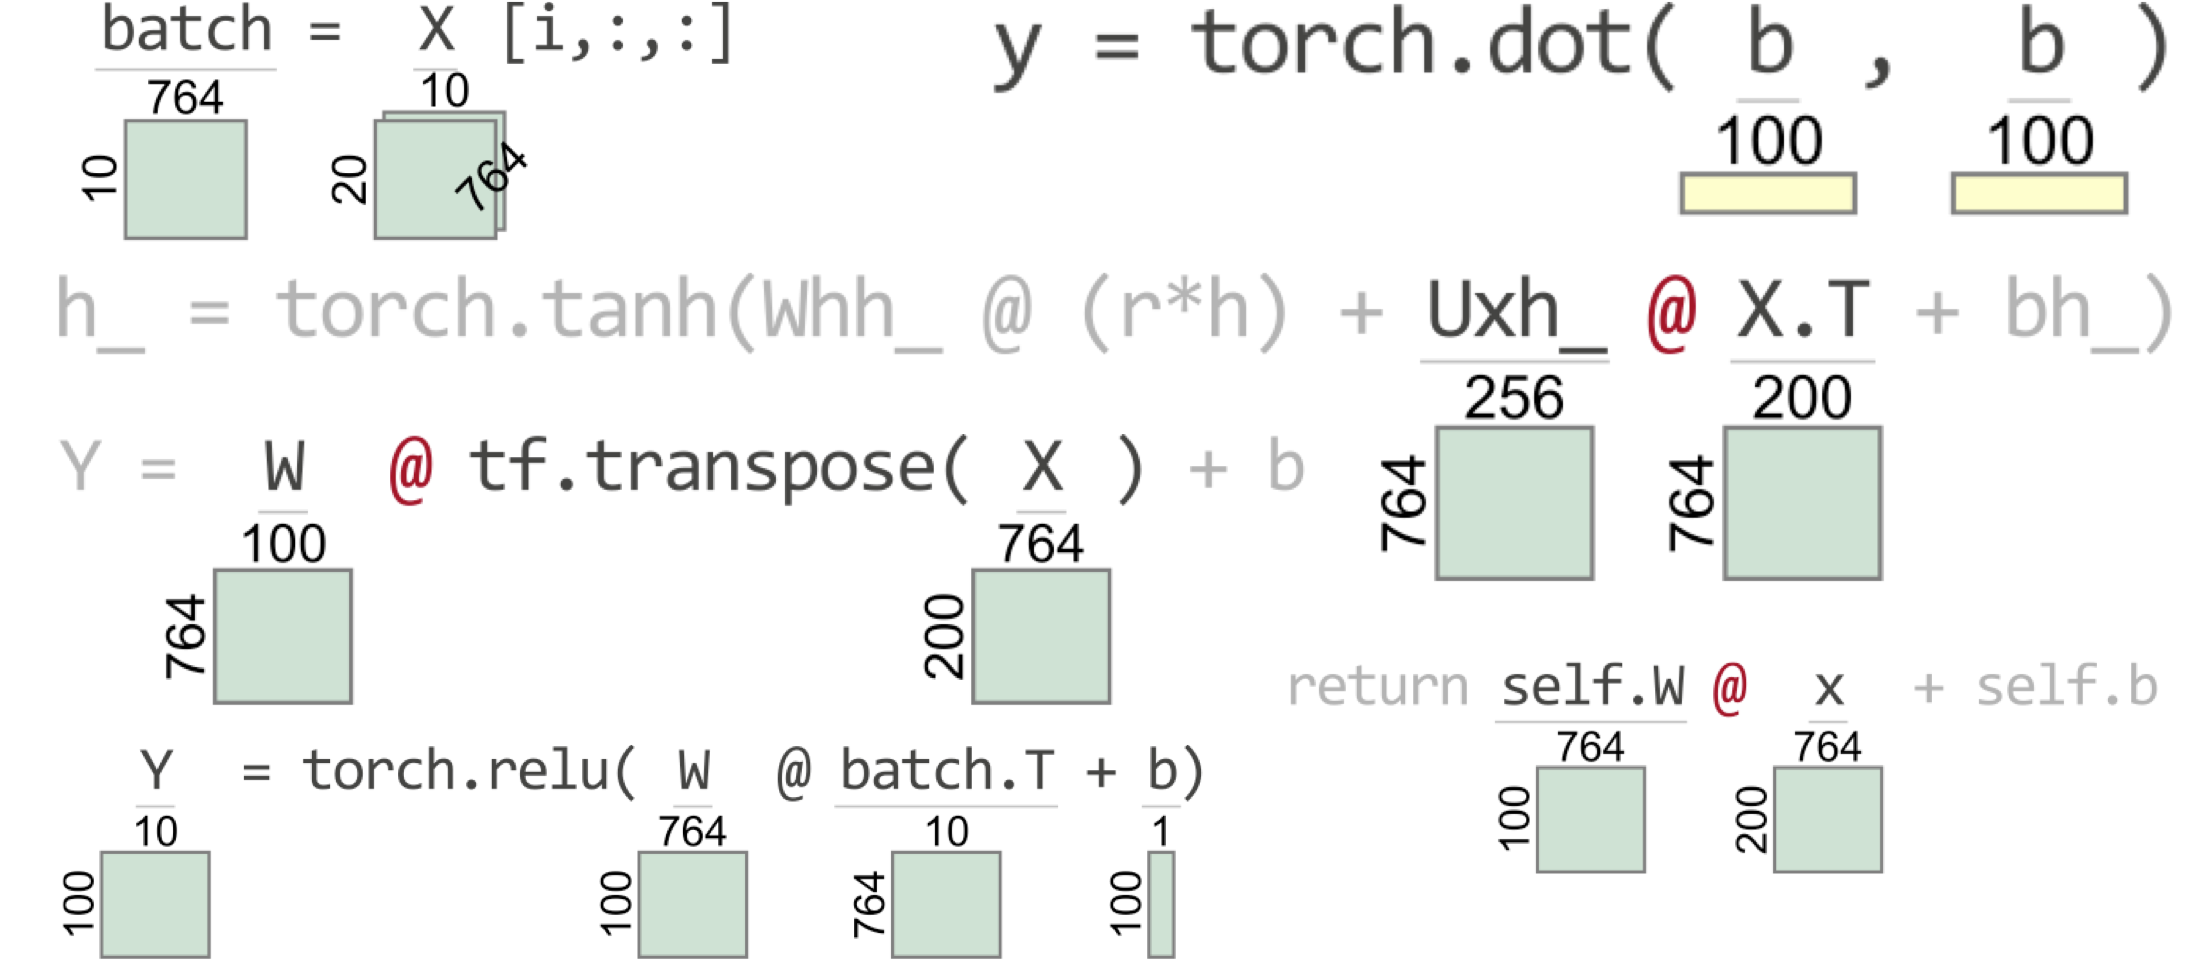 batch = X [i,:,:]
764
10
10
20
764
y = torch.dot( b , b )
100 100
h_ = torch.tanh(Whh_ @ (r*h) + Uxh_ @ X.T + bh_)
256 200
764 764
Y = W @ tf.transpose( X ) + b
100 764
764 200
return self.W @ x + self.b
764 764
100 200
Y = torch.relu( W @ batch.T + b)
10 764 10 1
100 100 764 100